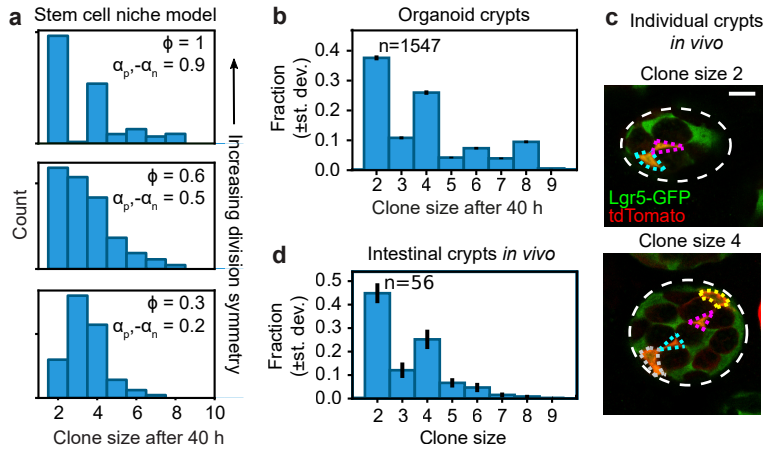 a
Stem cell niche model
ϕ = 1
αp,-αn = 0.9
ϕ = 0.6
αp,-αn = 0.5
ϕ = 0.3
αp,-αn = 0.2
Count
2 4 6 8 10
Clone size after 40 h
Increasing division symmetry
b
Organoid crypts
n=1547
Fraction
(±st. dev.)
0.4
0.3
0.2
0.1
0.0
2 3 4 5 6 7 8 9
Clone size after 40 h
d
Intestinal crypts in vivo
n=56
Fraction
(±st. dev.)
0.5
0.4
0.3
0.2
0.1
0.0
2 3 4 5 6 7 8 9
Clone size
c
Individual crypts
in vivo
Clone size 2
Lgr5-GFP
tdTomato
Clone size 4